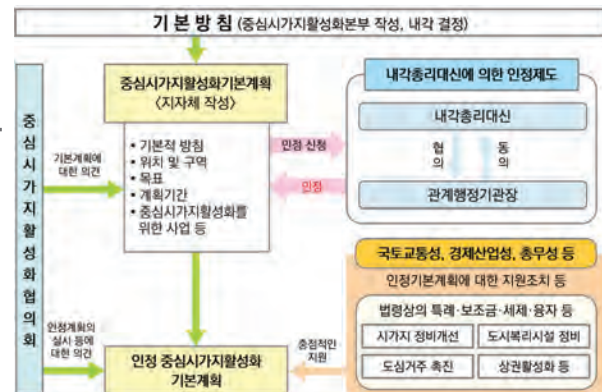 기본방침 (중심시가지활성화본부 작성, 내각 결정)
중심시가지활성화협의회
기본계획에
대한 의견
인정계획의
실시 등에
대한 의견
중심시가지활성화기본계획
<지자체 작성>
• 기본적 방침
• 위치 및 구역
• 목표
• 계획기간
• 중심시가지활성화를
위한 사업 등
인정 신청
인정
내각총리대신에 의한 인정제도
내각총리대신
협의
동의
관계행정기관장
국토교통성, 경제산업성, 총무성 등
인정기본계획에 대한 지원조치 등
법령상의 특례·보조금·세제·융자 등
시가지 정비개선
도시복리시설 정비
도심거주 촉진
상권활성화 등
중점적인
지원
인정 중심시가지활성화
기본계획